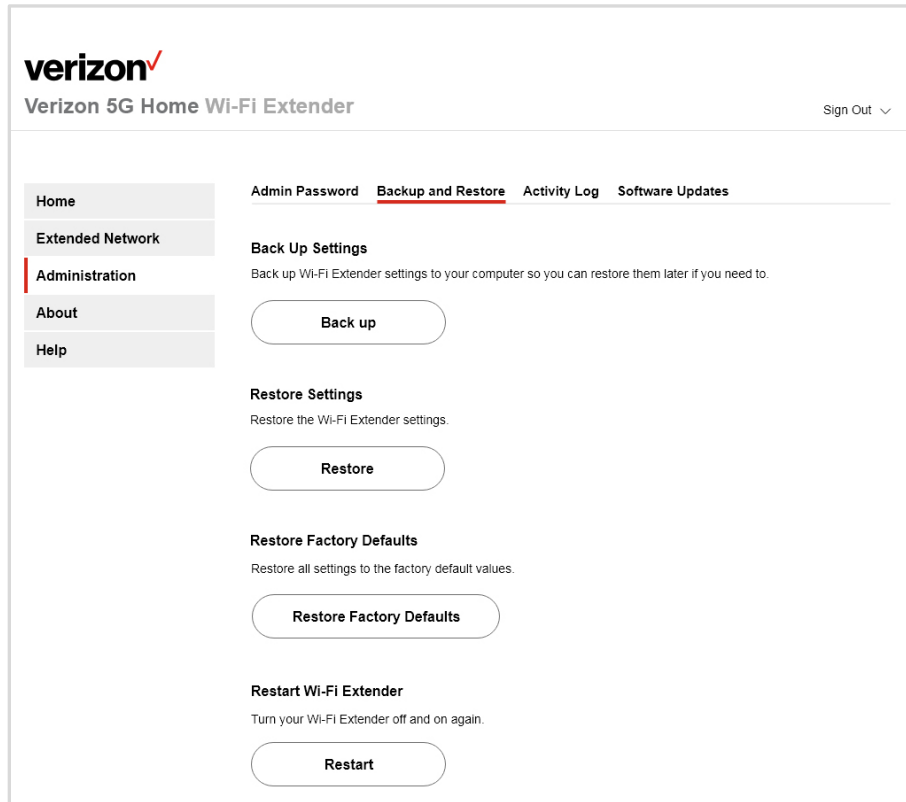 verizon
Verizon 5G Home Wi-Fi Extender
Sign Out
Home
Extended Network
Administration
About
Help
Admin Password Backup and Restore Activity Log Software Updates
Back Up Settings
Back up Wi-Fi Extender settings to your computer so you can restore them later if you need to.
Back up
Restore Settings
Restore the Wi-Fi Extender settings.
Restore
Restore Factory Defaults
Restore all settings to the factory default values.
Restore Factory Defaults
Restart Wi-Fi Extender
Turn your Wi-Fi Extender off and on again.
Restart